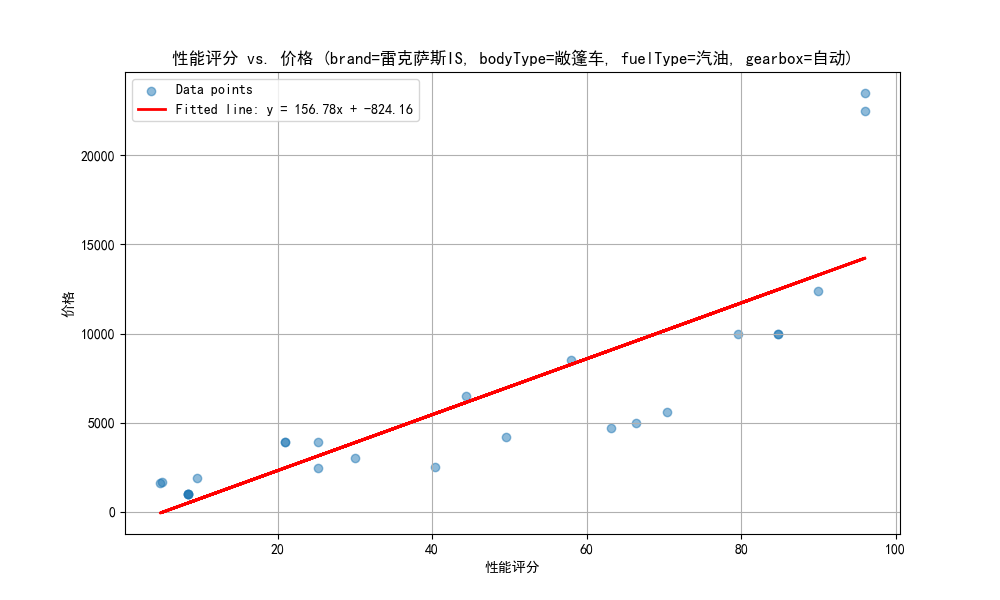 性能评分 vs. 价格 (brand=雷克萨斯IS, bodyType=敞篷车, fuelType=汽油, gearbox=自动)
Data points
Fitted line: y = 156.78x + -824.16
价格
20000
15000
10000
5000
0
20
40
60
80
100
性能评分